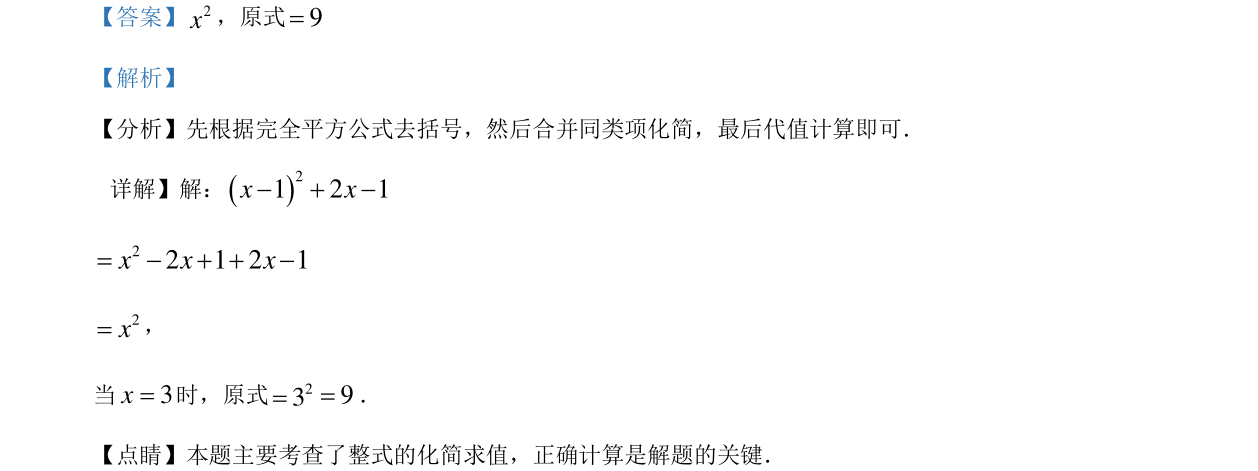 【答案】x²，原式=9
【解析】
【分析】先根据完全平方公式去括号，然后合并同类项化简，最后代值计算即可．
详解】解：(x−1)²+2x−1
=x²−2x+1+2x−1
=x²，
当x=3时，原式=3²=9．
【点睛】本题主要考查了整式的化简求值，正确计算是解题的关键．